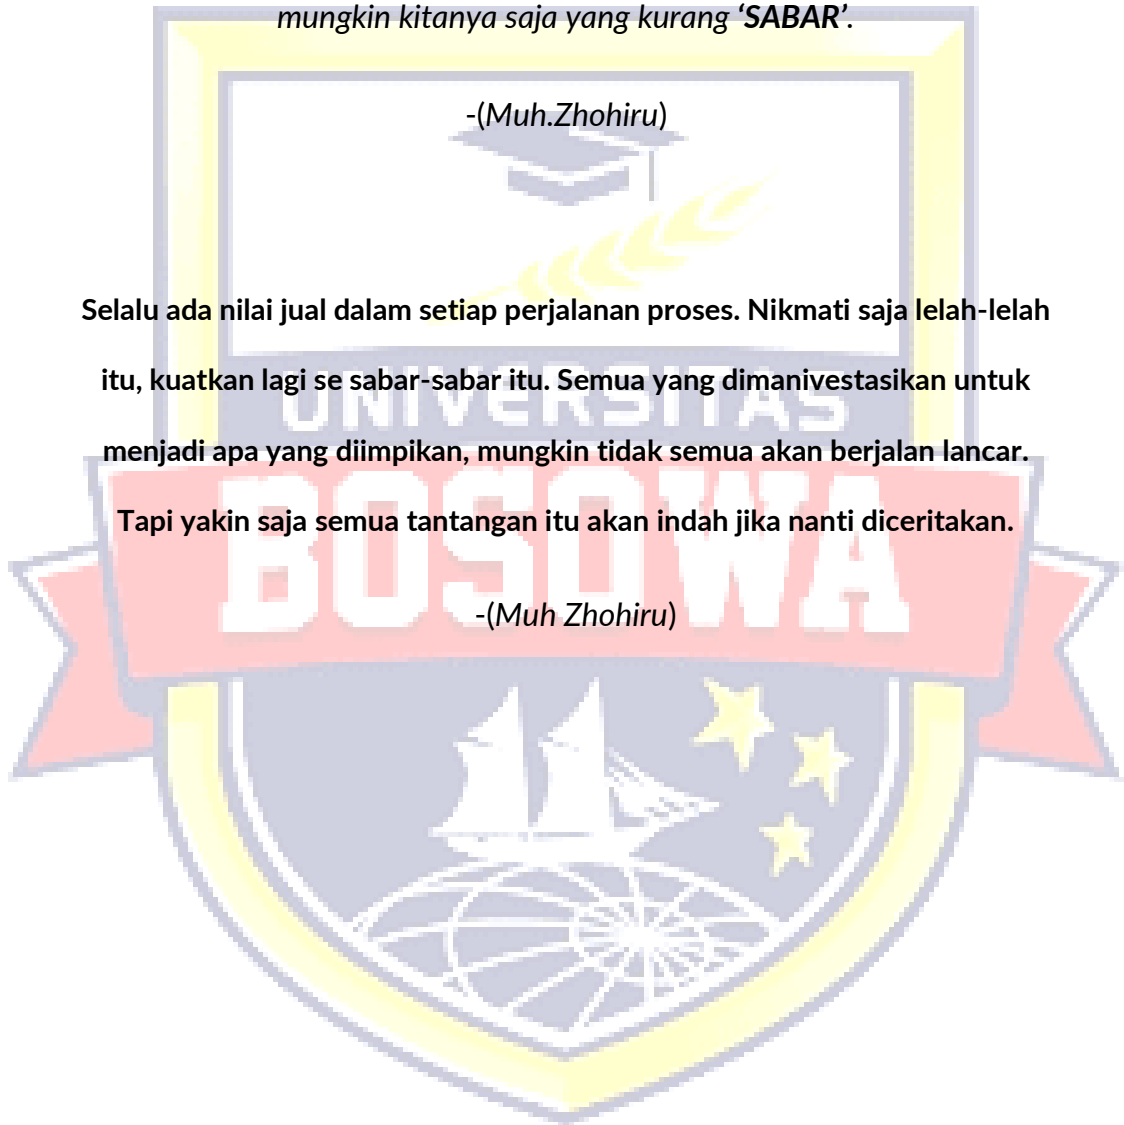 mungkin kitanya saja yang kurang ‘SABAR’.
-(Muh.Zhohiru)
Selalu ada nilai jual dalam setiap perjalanan proses. Nikmati saja lelah-lelah
itu, kuatkan lagi se sabar-sabar itu. Semua yang dimanivestasikan untuk
UNIVERSITAS
menjadi apa yang diimpikan, mungkin tidak semua akan berjalan lancar.
Tapi yakin saja semua tantangan itu akan indah jika nanti diceritakan.
BOSOWA
-(Muh Zhohiru)